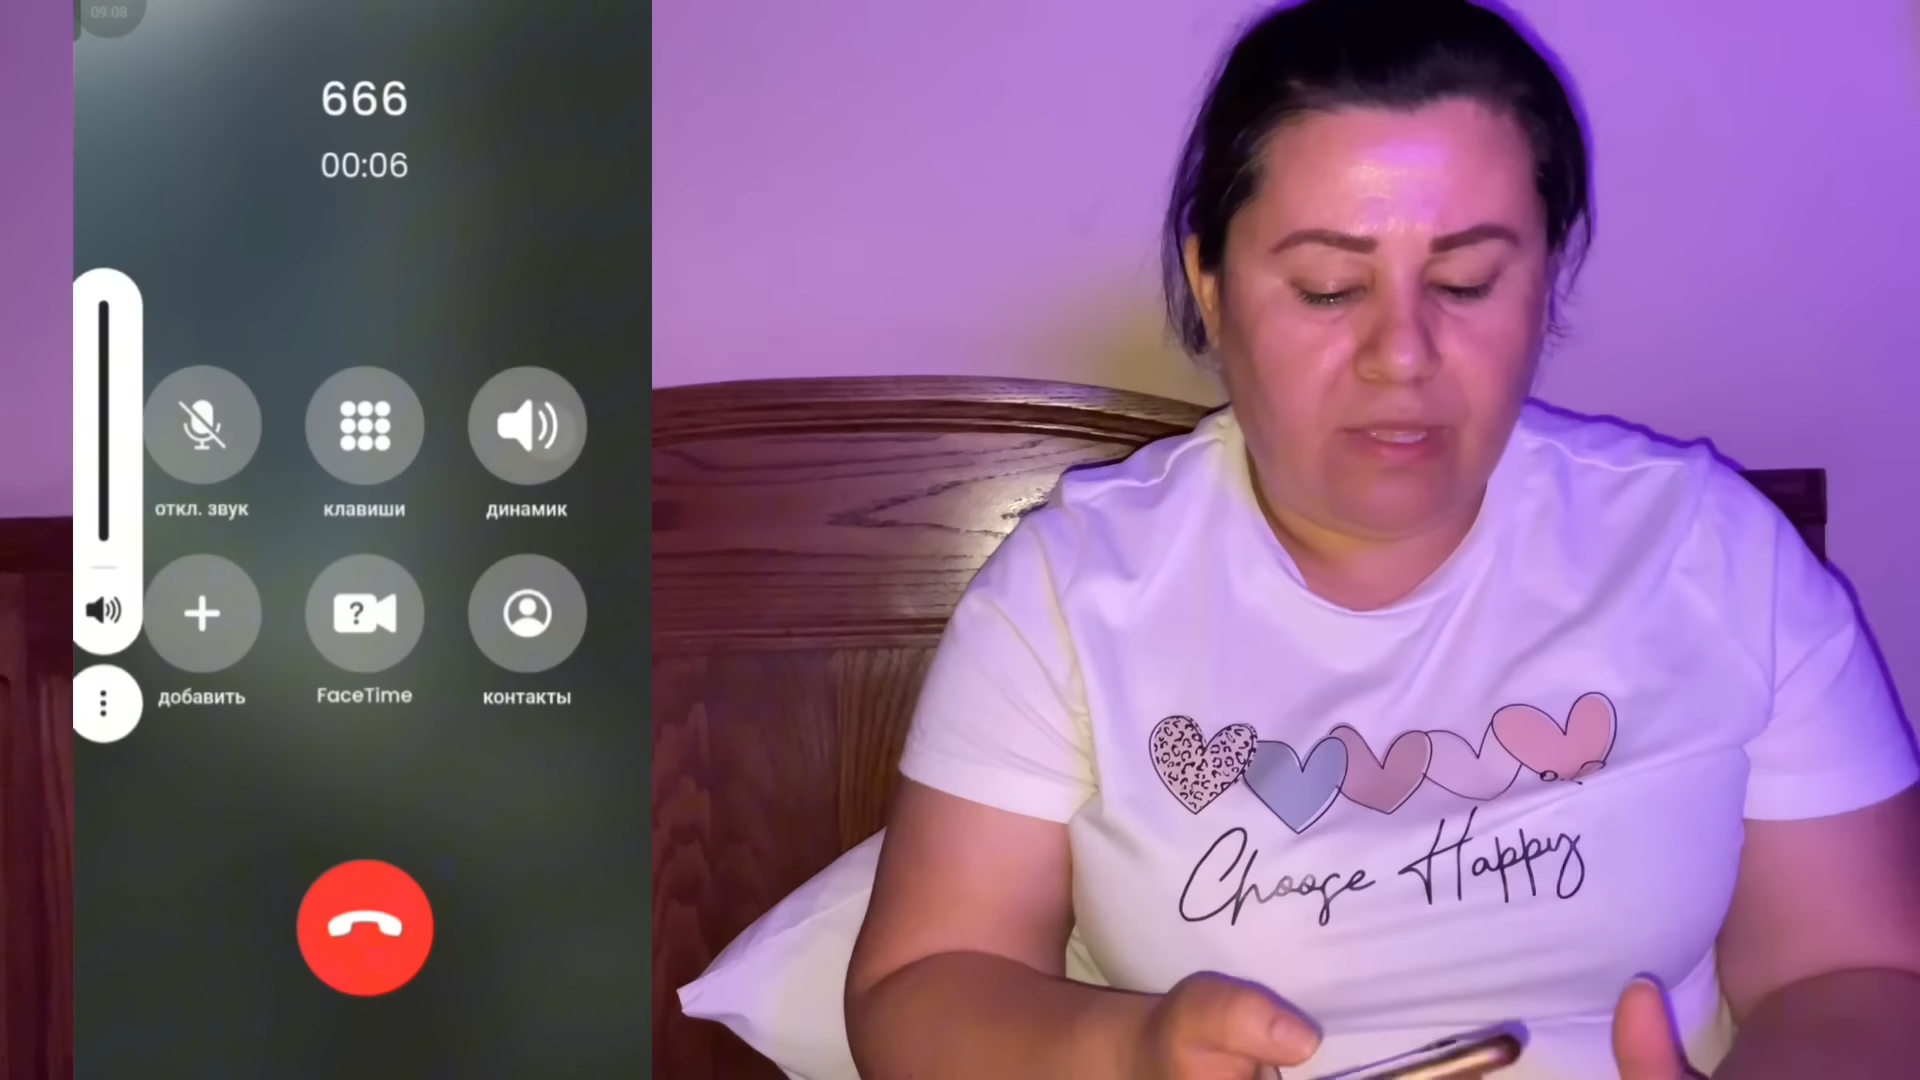 09:08
666
00:06
откл. звук
клавиши
динамик
добавить
FaceTime
контакты
Choose Happy